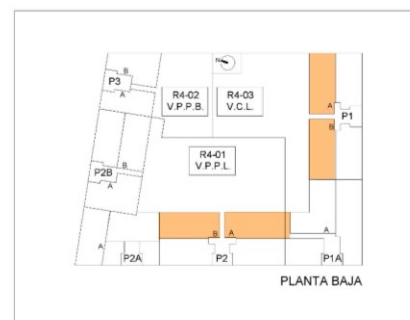 N
B
P3
A
R4-02
V.P.P.B.
R4-03
V.C.L.
A
P1
B
R4-01
V.P.P.L.
B
P2B
A
A
B
A
A
P2A
P2
P1A
PLANTA BAJA